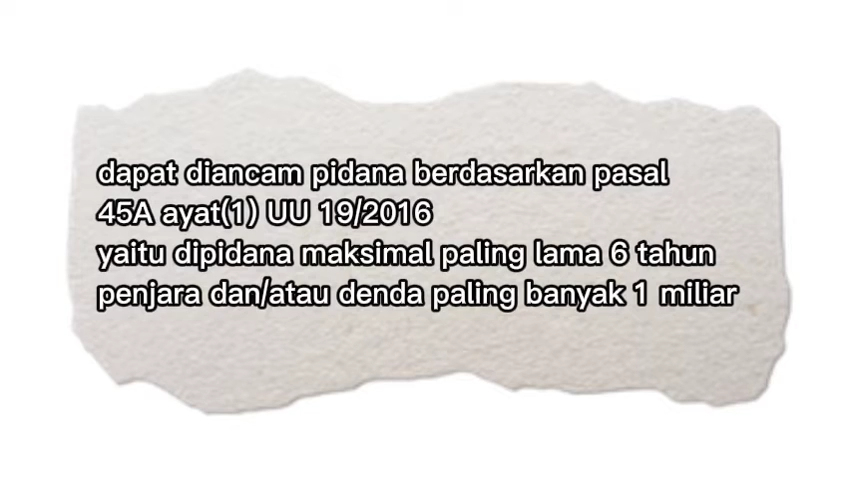 dapat diancam pidana berdasarkan pasal
45A ayat(1) UU 19/2016
yaitu dipidana maksimal paling lama 6 tahun
penjara dan/atau denda paling banyak 1 miliar